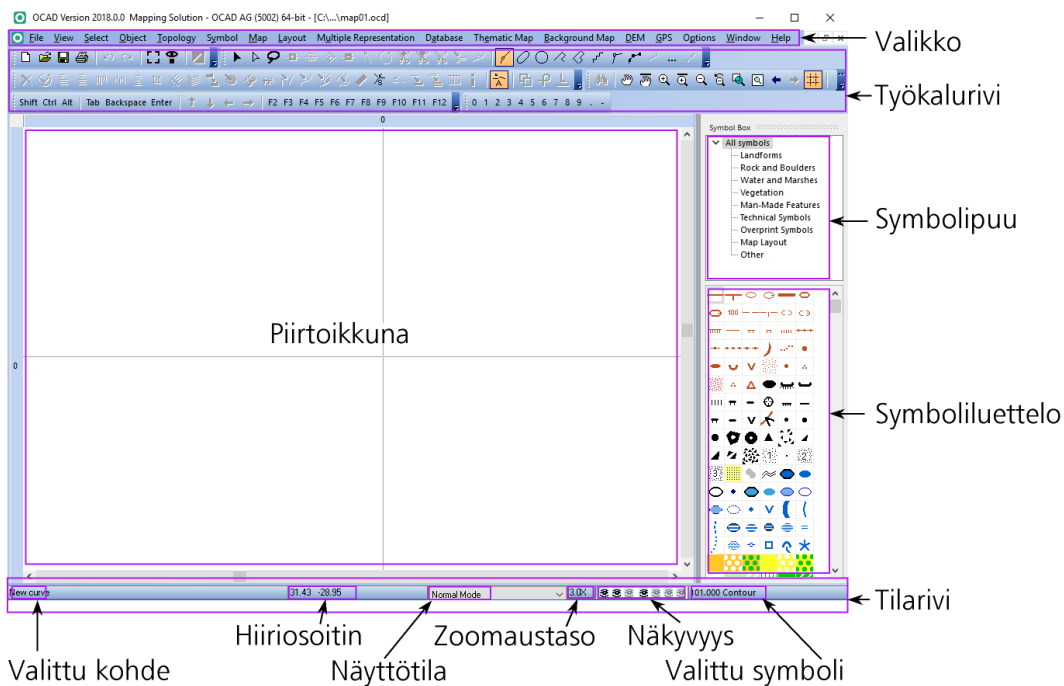 OCAD Version 2018.0.0 Mapping Solution - OCAD AG (5002) 64-bit - [C:\...\map01.ocd]
File View Select Object Topology Symbol Map Layout Multiple Representation Database Thematic Map Background Map DEM GPS Options Window Help
Valikko
Työkalurivi
Shift Ctrl Alt Tab Backspace Enter F2 F3 F4 F5 F6 F7 F8 F9 F10 F11 F12 0 1 2 3 4 5 6 7 8 9 . -
0
Symbol Box
All symbols
Landforms
Rock and Boulders
Water and Marshes
Vegetation
Man-Made Features
Technical Symbols
Overprint Symbols
Map Layout
Other
Symbolipuu
100
Piirtoikkuna
0
Symboliluettelo
1
2
3
New curve 31.43 -28.95 Normal Mode 3.0X 101.000 Contour
Tilarivi
Hiiriosoitin Zoomaustaso Näkyvyys
Valittu kohde Näyttötila Valittu symboli